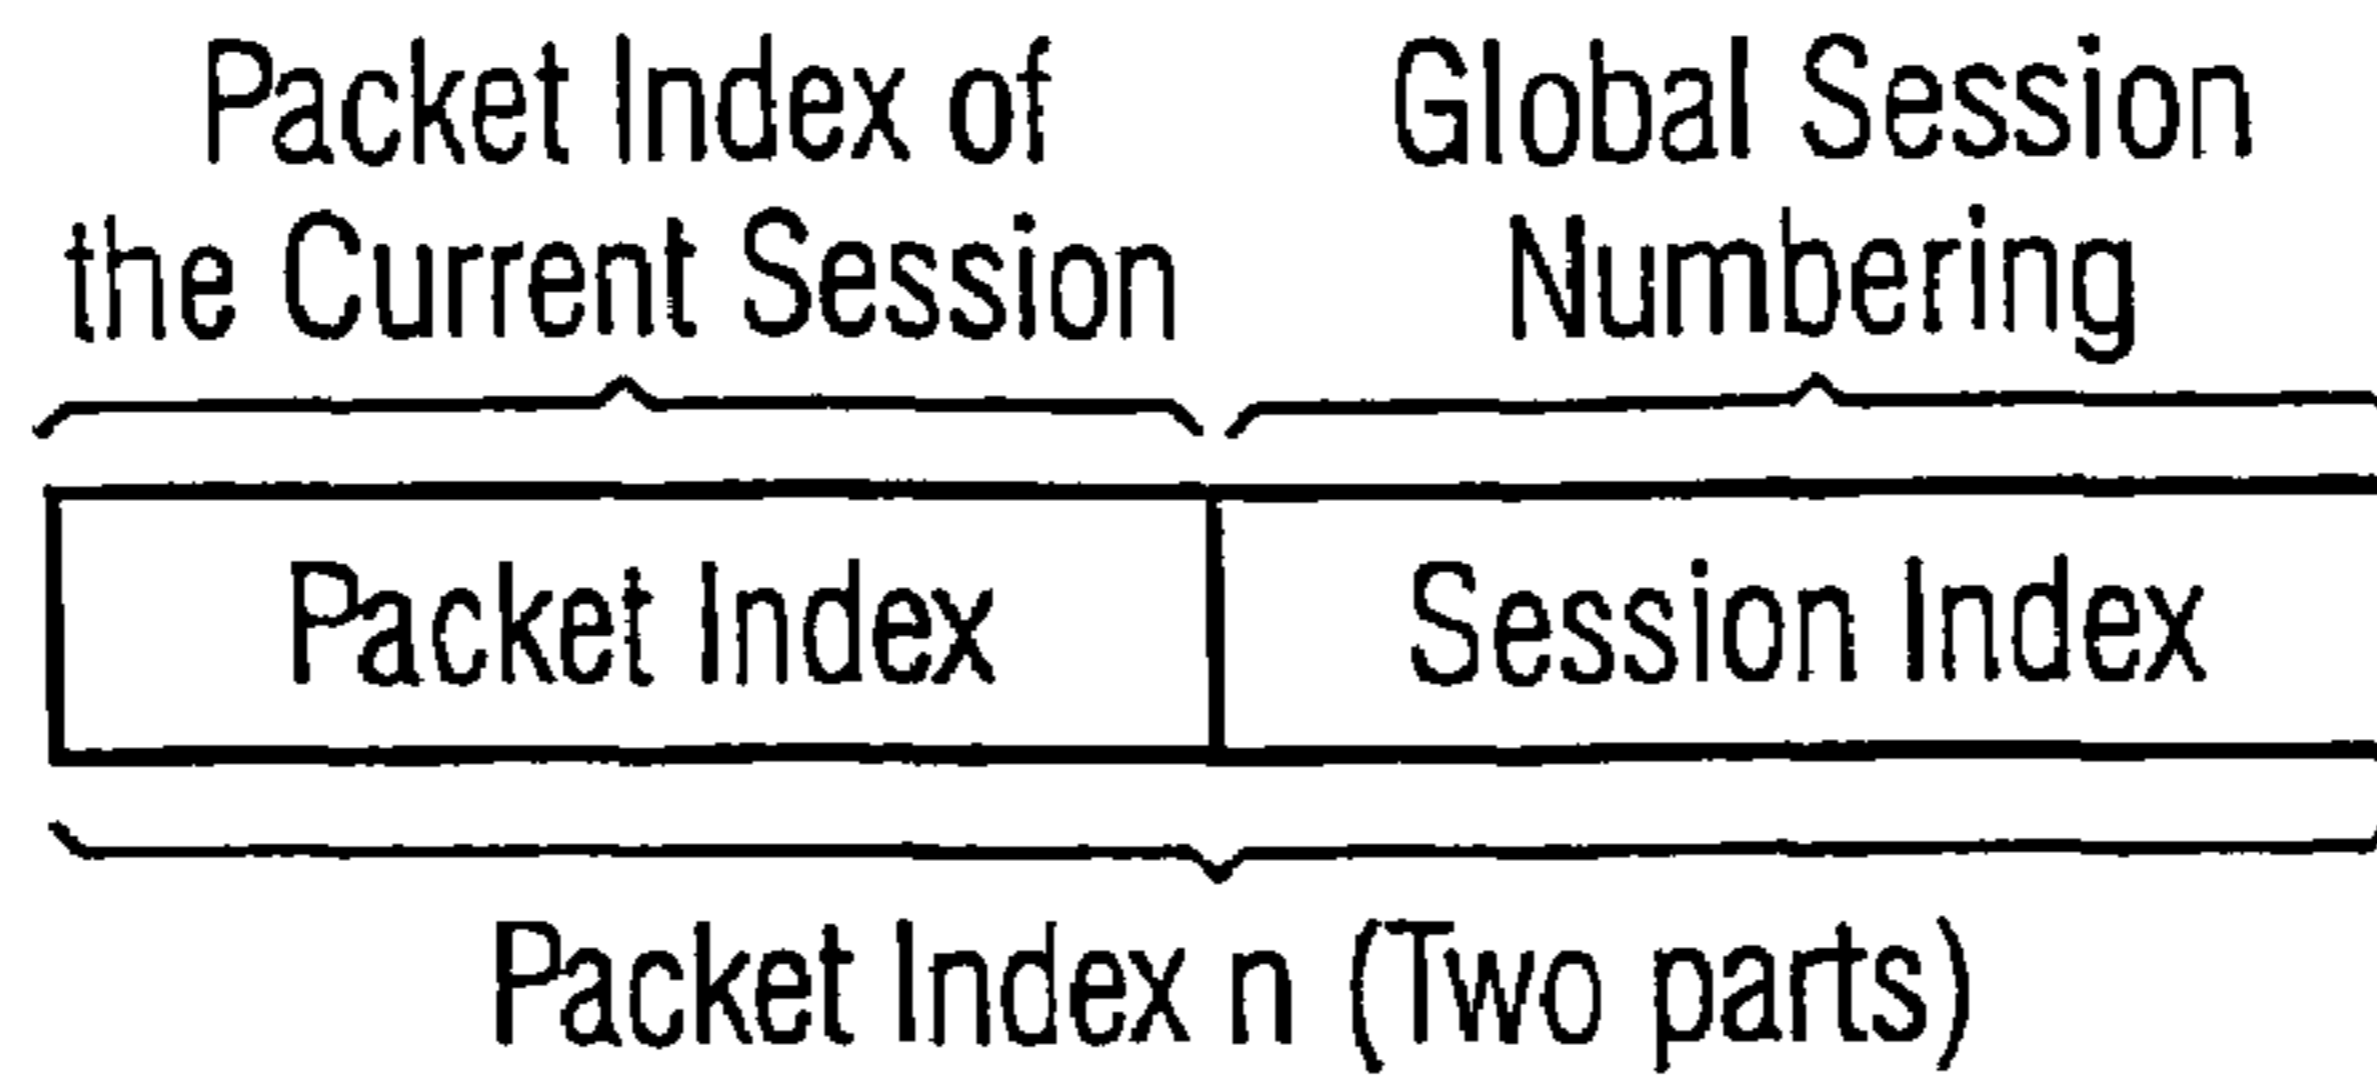 Packet Index of
the Current Session
Global Session
Numbering
Packet Index
Session Index
Packet Index n (Two parts)